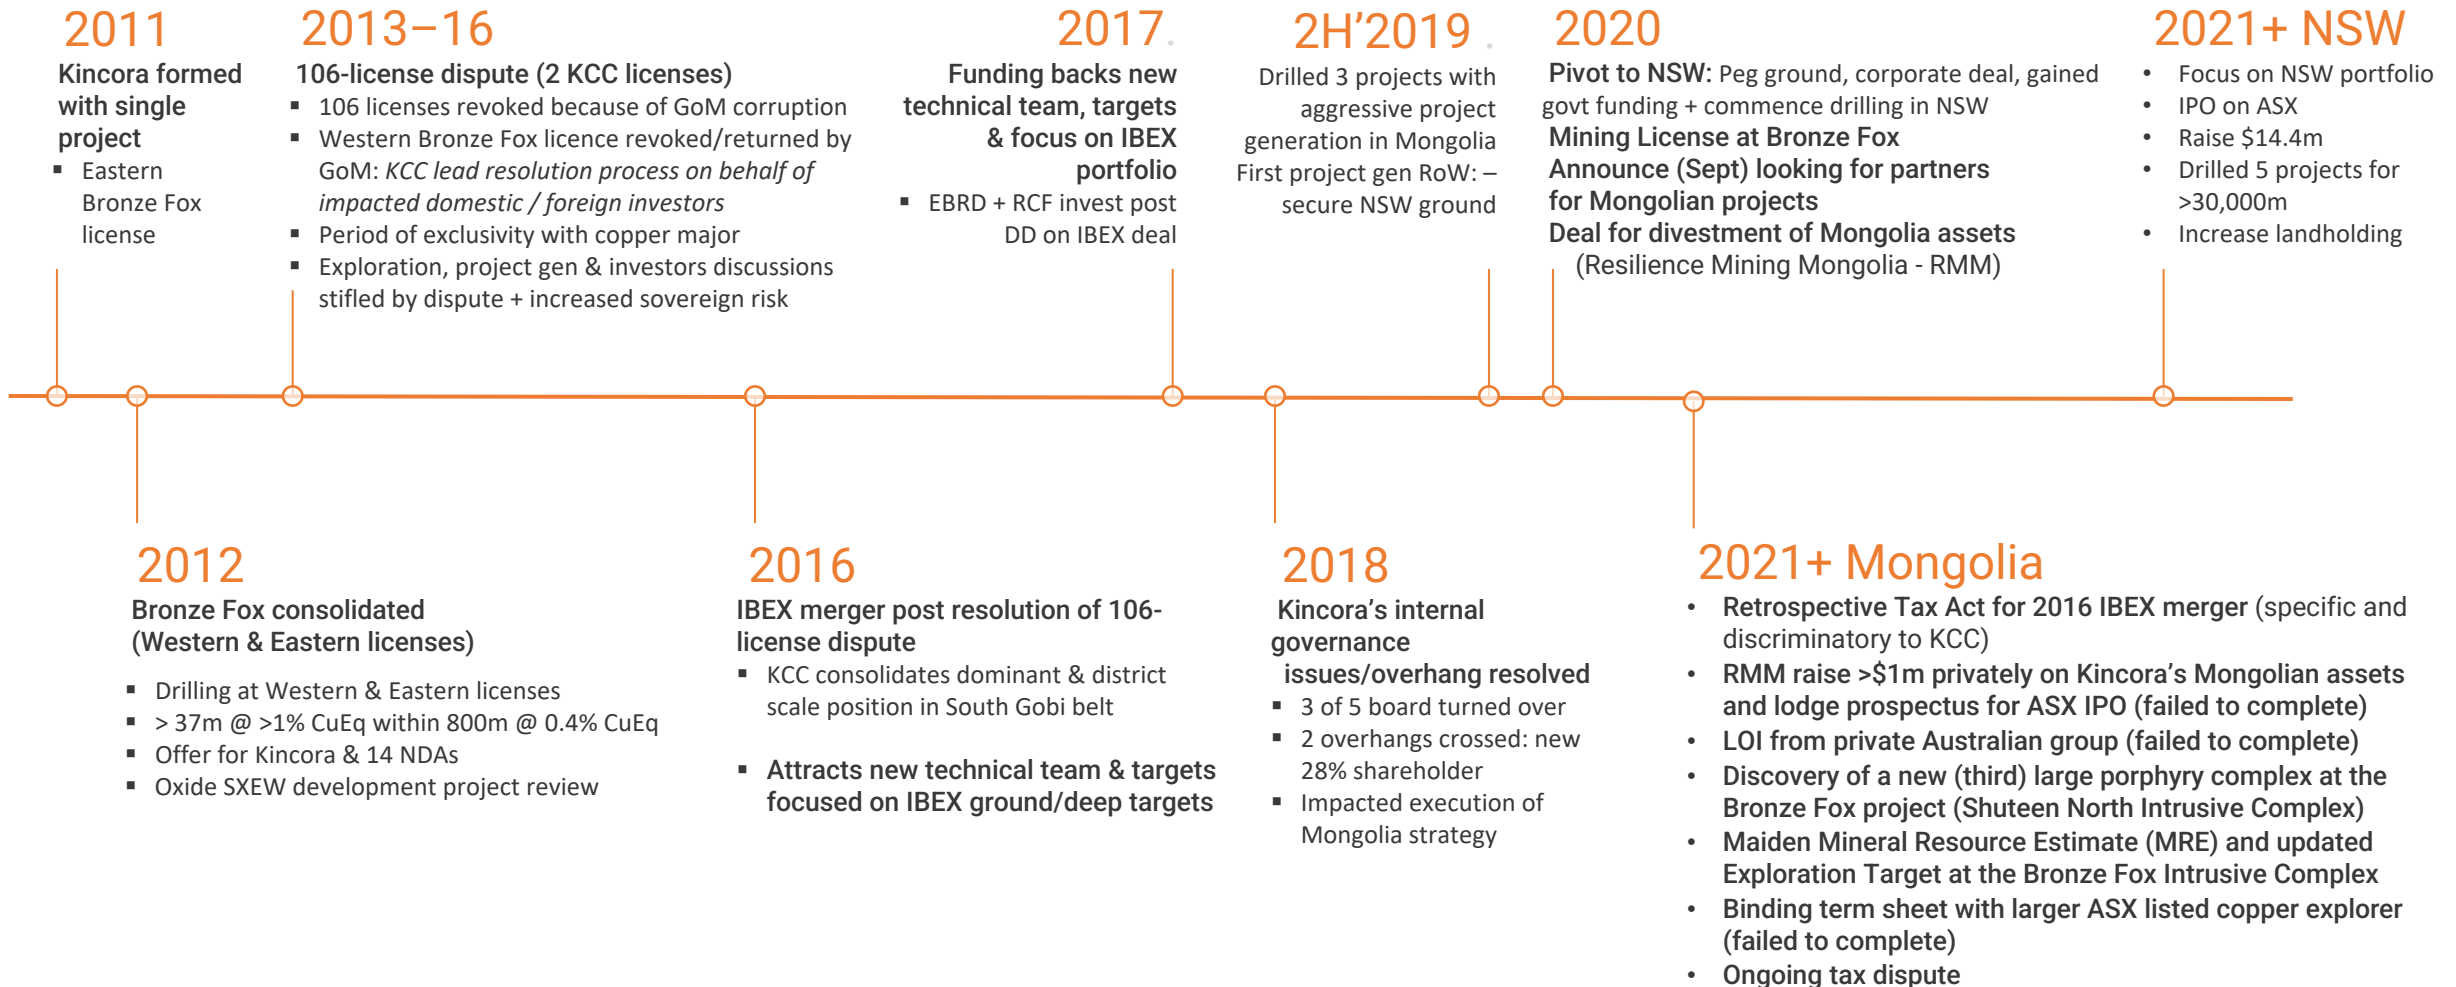 2011
Kincora formed
with single
project
▪ Eastern
Bronze Fox
license
2013–16
106-license dispute (2 KCC licenses)
▪ 106 licenses revoked because of GoM corruption
▪ Western Bronze Fox licence revoked/returned by
GoM: KCC lead resolution process on behalf of
impacted domestic / foreign investors
▪ Period of exclusivity with copper major
▪ Exploration, project gen & investors discussions
stifled by dispute + increased sovereign risk
2017.
Funding backs new
technical team, targets
& focus on IBEX
portfolio
▪ EBRD + RCF invest post
DD on IBEX deal
2H’2019 .
Drilled 3 projects with
aggressive project
generation in Mongolia
First project gen RoW: –
secure NSW ground
2020
Pivot to NSW: Peg ground, corporate deal, gained
govt funding + commence drilling in NSW
Mining License at Bronze Fox
Announce (Sept) looking for partners
for Mongolian projects
Deal for divestment of Mongolia assets
(Resilience Mining Mongolia - RMM)
2021+ NSW
• Focus on NSW portfolio
• IPO on ASX
• Raise $14.4m
• Drilled 5 projects for
>30,000m
• Increase landholding
2012
Bronze Fox consolidated
(Western & Eastern licenses)
▪ Drilling at Western & Eastern licenses
▪ > 37m @ >1% CuEq within 800m @ 0.4% CuEq
▪ Offer for Kincora & 14 NDAs
▪ Oxide SXEW development project review
2016
IBEX merger post resolution of 106-
license dispute
▪ KCC consolidates dominant & district
scale position in South Gobi belt
▪ Attracts new technical team & targets
focused on IBEX ground/deep targets
2018
Kincora’s internal
governance
issues/overhang resolved
▪ 3 of 5 board turned over
▪ 2 overhangs crossed: new
28% shareholder
▪ Impacted execution of
Mongolia strategy
2021+ Mongolia
• Retrospective Tax Act for 2016 IBEX merger (specific and
discriminatory to KCC)
• RMM raise >$1m privately on Kincora’s Mongolian assets
and lodge prospectus for ASX IPO (failed to complete)
• LOI from private Australian group (failed to complete)
• Discovery of a new (third) large porphyry complex at the
Bronze Fox project (Shuteen North Intrusive Complex)
• Maiden Mineral Resource Estimate (MRE) and updated
Exploration Target at the Bronze Fox Intrusive Complex
• Binding term sheet with larger ASX listed copper explorer
(failed to complete)
• Ongoing tax dispute